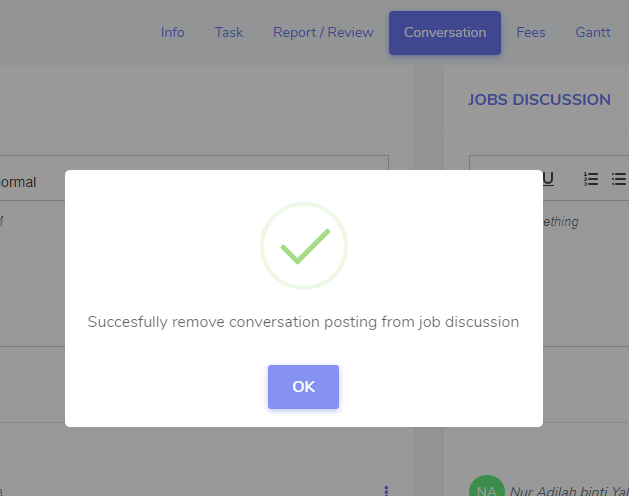 Info Task Report / Review Conversation Fees Gantt
JOBS DISCUSSION
U
Succesfully remove conversation posting from job discussion
OK
NA Nur Adilah binti